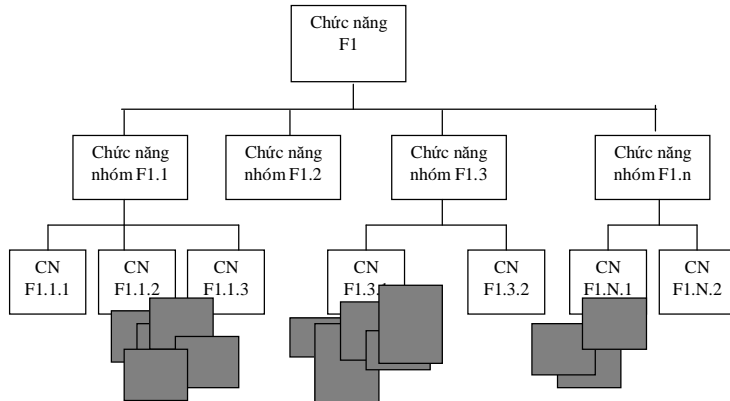 Chức năng
F1
Chức năng
nhóm F1.1
Chức năng
nhóm F1.2
Chức năng
nhóm F1.3
Chức năng
nhóm F1.n
CN
F1.1.1
CN
F1.1.2
CN
F1.1.3
CN
CN
F1.3.2
CN
F1.N.1
CN
F1.N.2